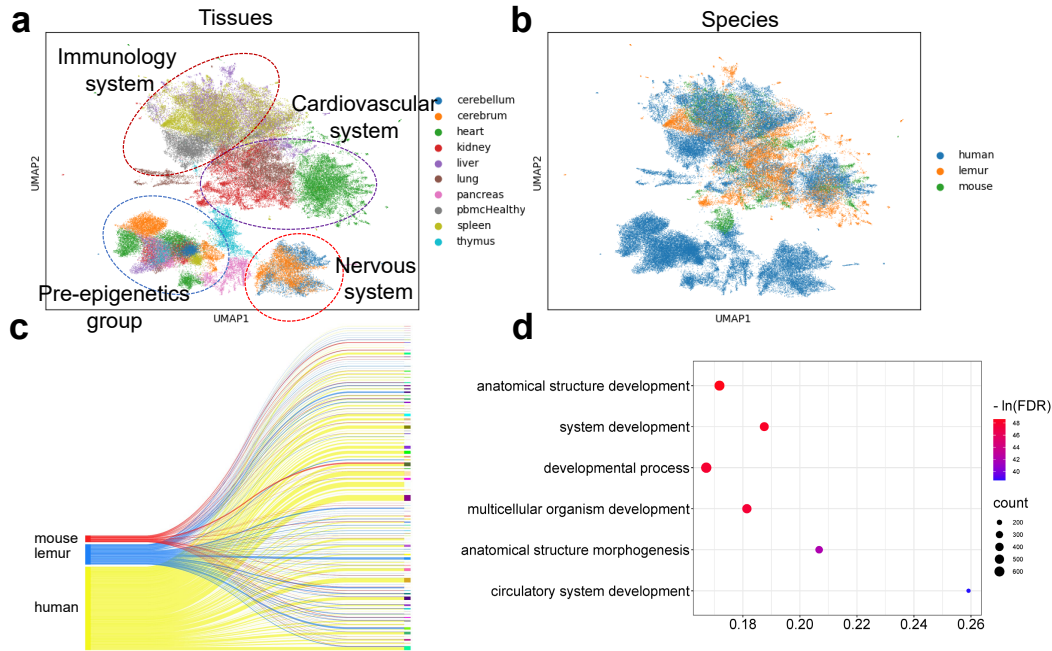 a
Tissues
Immunology
system
Cardiovascular
system
Pre-epigenetics
group
Nervous
system
UMAP2
UMAP1
cerebellum
cerebrum
heart
kidney
liver
lung
pancreas
pbmcHealthy
spleen
thymus
b
Species
UMAP2
UMAP1
human
lemur
mouse
c
mouse
lemur
human
d
anatomical structure development
system development
developmental process
multicellular organism development
anatomical structure morphogenesis
circulatory system development
0.18 0.20 0.22 0.24 0.26
- ln(FDR)
48
46
44
42
40
count
200
300
400
500
600